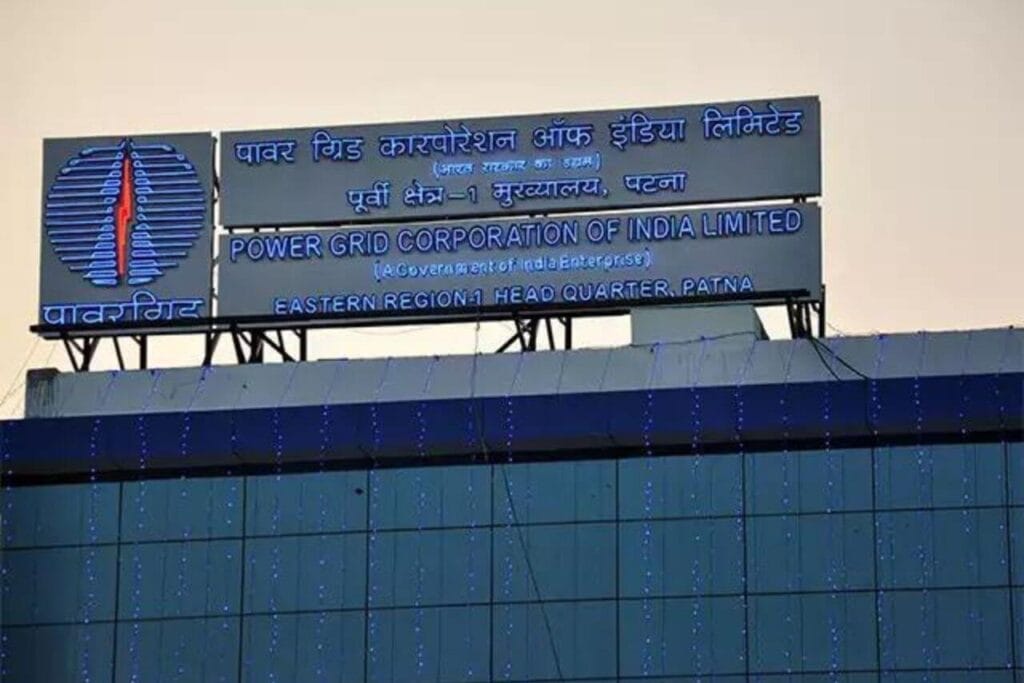 पावर ग्रिड कारपोरेशन ऑफ इंडिया लिमिटेड
(भारत सरकार का उद्यम)
पूर्वी क्षेत्र-1 मुख्यालय, पटना
POWER GRID CORPORATION OF INDIA LIMITED
(A Government of India Enterprise)
EASTERN REGION-1 HEAD QUARTER, PATNA
पावरग्रिड